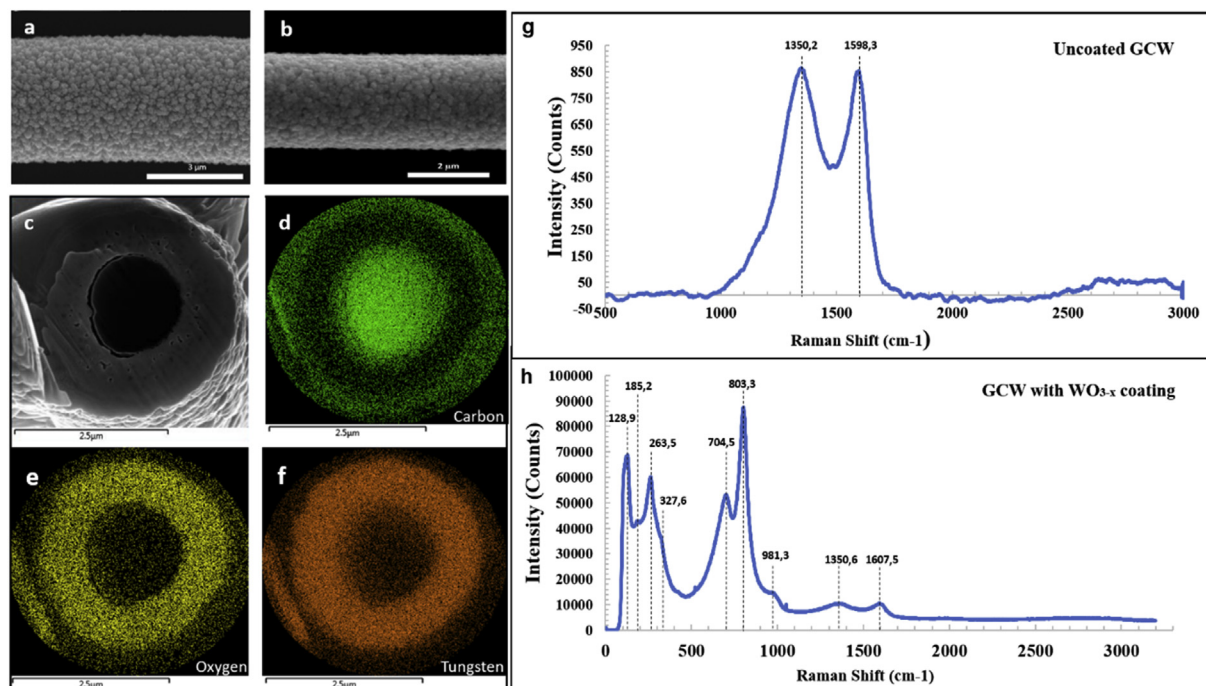 a
3 μm
b
2 μm
c
2.5μm
d
Carbon
2.5μm
e
Oxygen
2.5μm
f
Tungsten
2.5μm
g
Uncoated GCW
1350,2
1598,3
Intensity (Counts)
950
850
750
650
550
450
350
250
150
50
-50
500
1000
1500
2000
2500
3000
Raman Shift (cm-1)
h
GCW with WO3-x coating
128,9
185,2
263,5
327,6
704,5
803,3
981,3
1350,6
1607,5
Intensity (Counts)
100000
90000
80000
70000
60000
50000
40000
30000
20000
10000
0
0
500
1000
1500
2000
2500
3000
Raman Shift (cm-1)